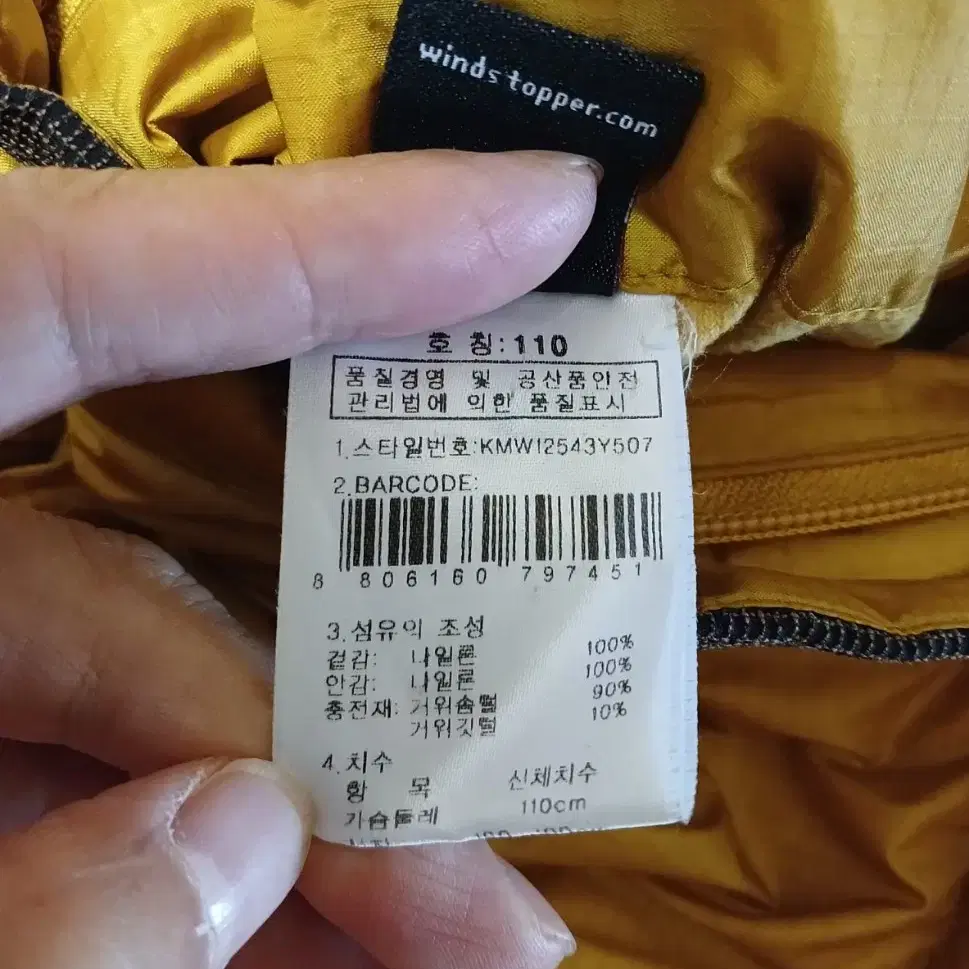 windstopper.com
호 칭:110
품질경영 및 공산품안전
관리법에 의한 품질표시
1.스타일번호:KMW12543Y507
2.BARCODE:
8 806160 797451
3.섬유의 조성
겉감: 나일론 100%
안감: 나일론 100%
충전재: 거위솜털 90%
거위깃털 10%
4.치수
항 목 신체치수
가슴둘레 110cm